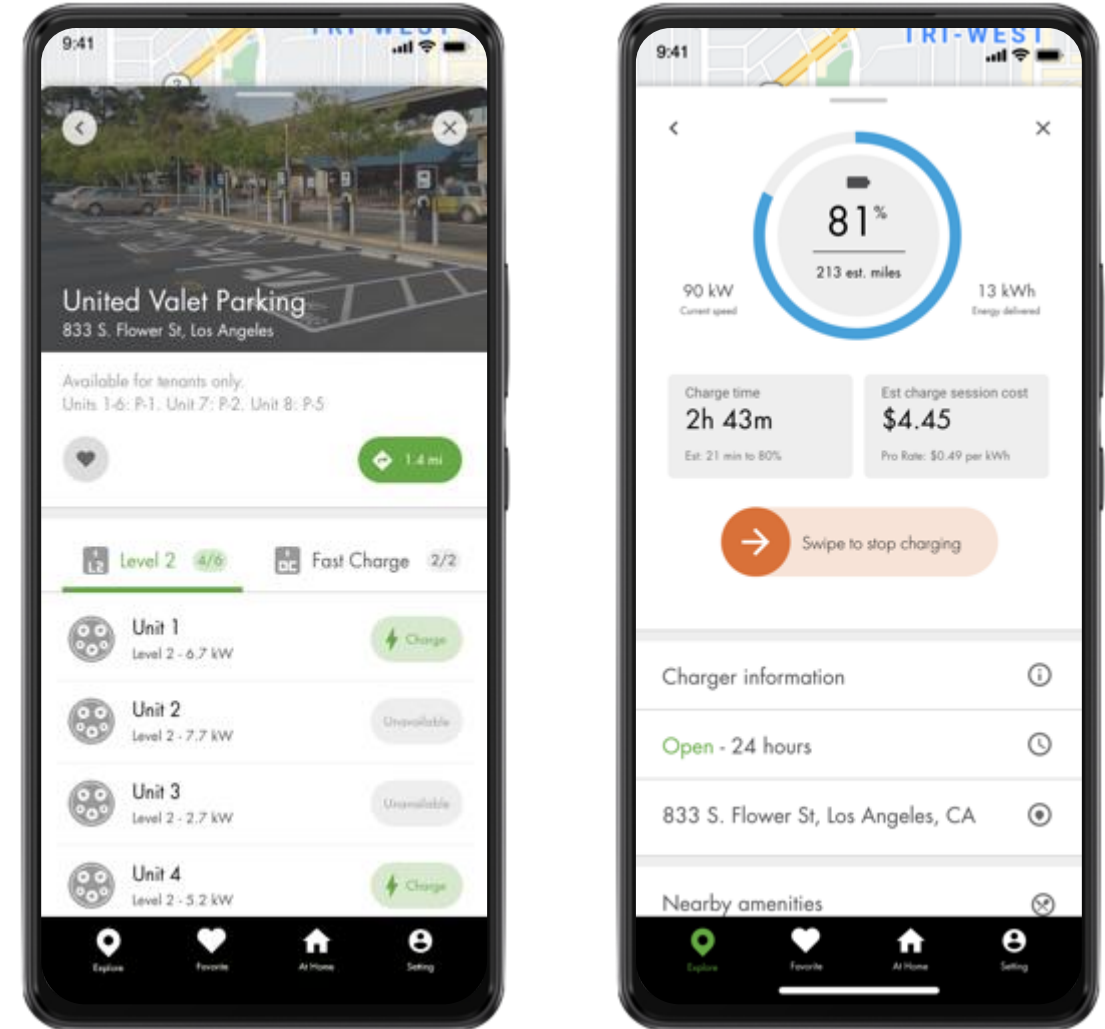 9:41
TRI-WEST
United Valet Parking
833 S. Flower St, Los Angeles
Available for tenants only.
Units 1-6: P-1, Unit 7: P-2, Unit 8: P-5
1.4 mi
L2
Level 2
4/6
DC
Fast Charge
2/2
Unit 1
Level 2 - 6.7 kW
Charge
Unit 2
Level 2 - 7.7 kW
Unavailable
Unit 3
Level 2 - 2.7 kW
Unavailable
Unit 4
Level 2 - 5.2 kW
Charge
Explore
Favorite
At Home
Setting
9:41
TRI-WEST
81%
213 est. miles
90 kW
Current speed
13 kWh
Energy delivered
Charge time
2h 43m
Est: 21 min to 80%
Est charge session cost
$4.45
Pro Rate: $0.49 per kWh
Swipe to stop charging
Charger information
Open - 24 hours
833 S. Flower St, Los Angeles, CA
Nearby amenities
Explore
Favorite
At Home
Setting